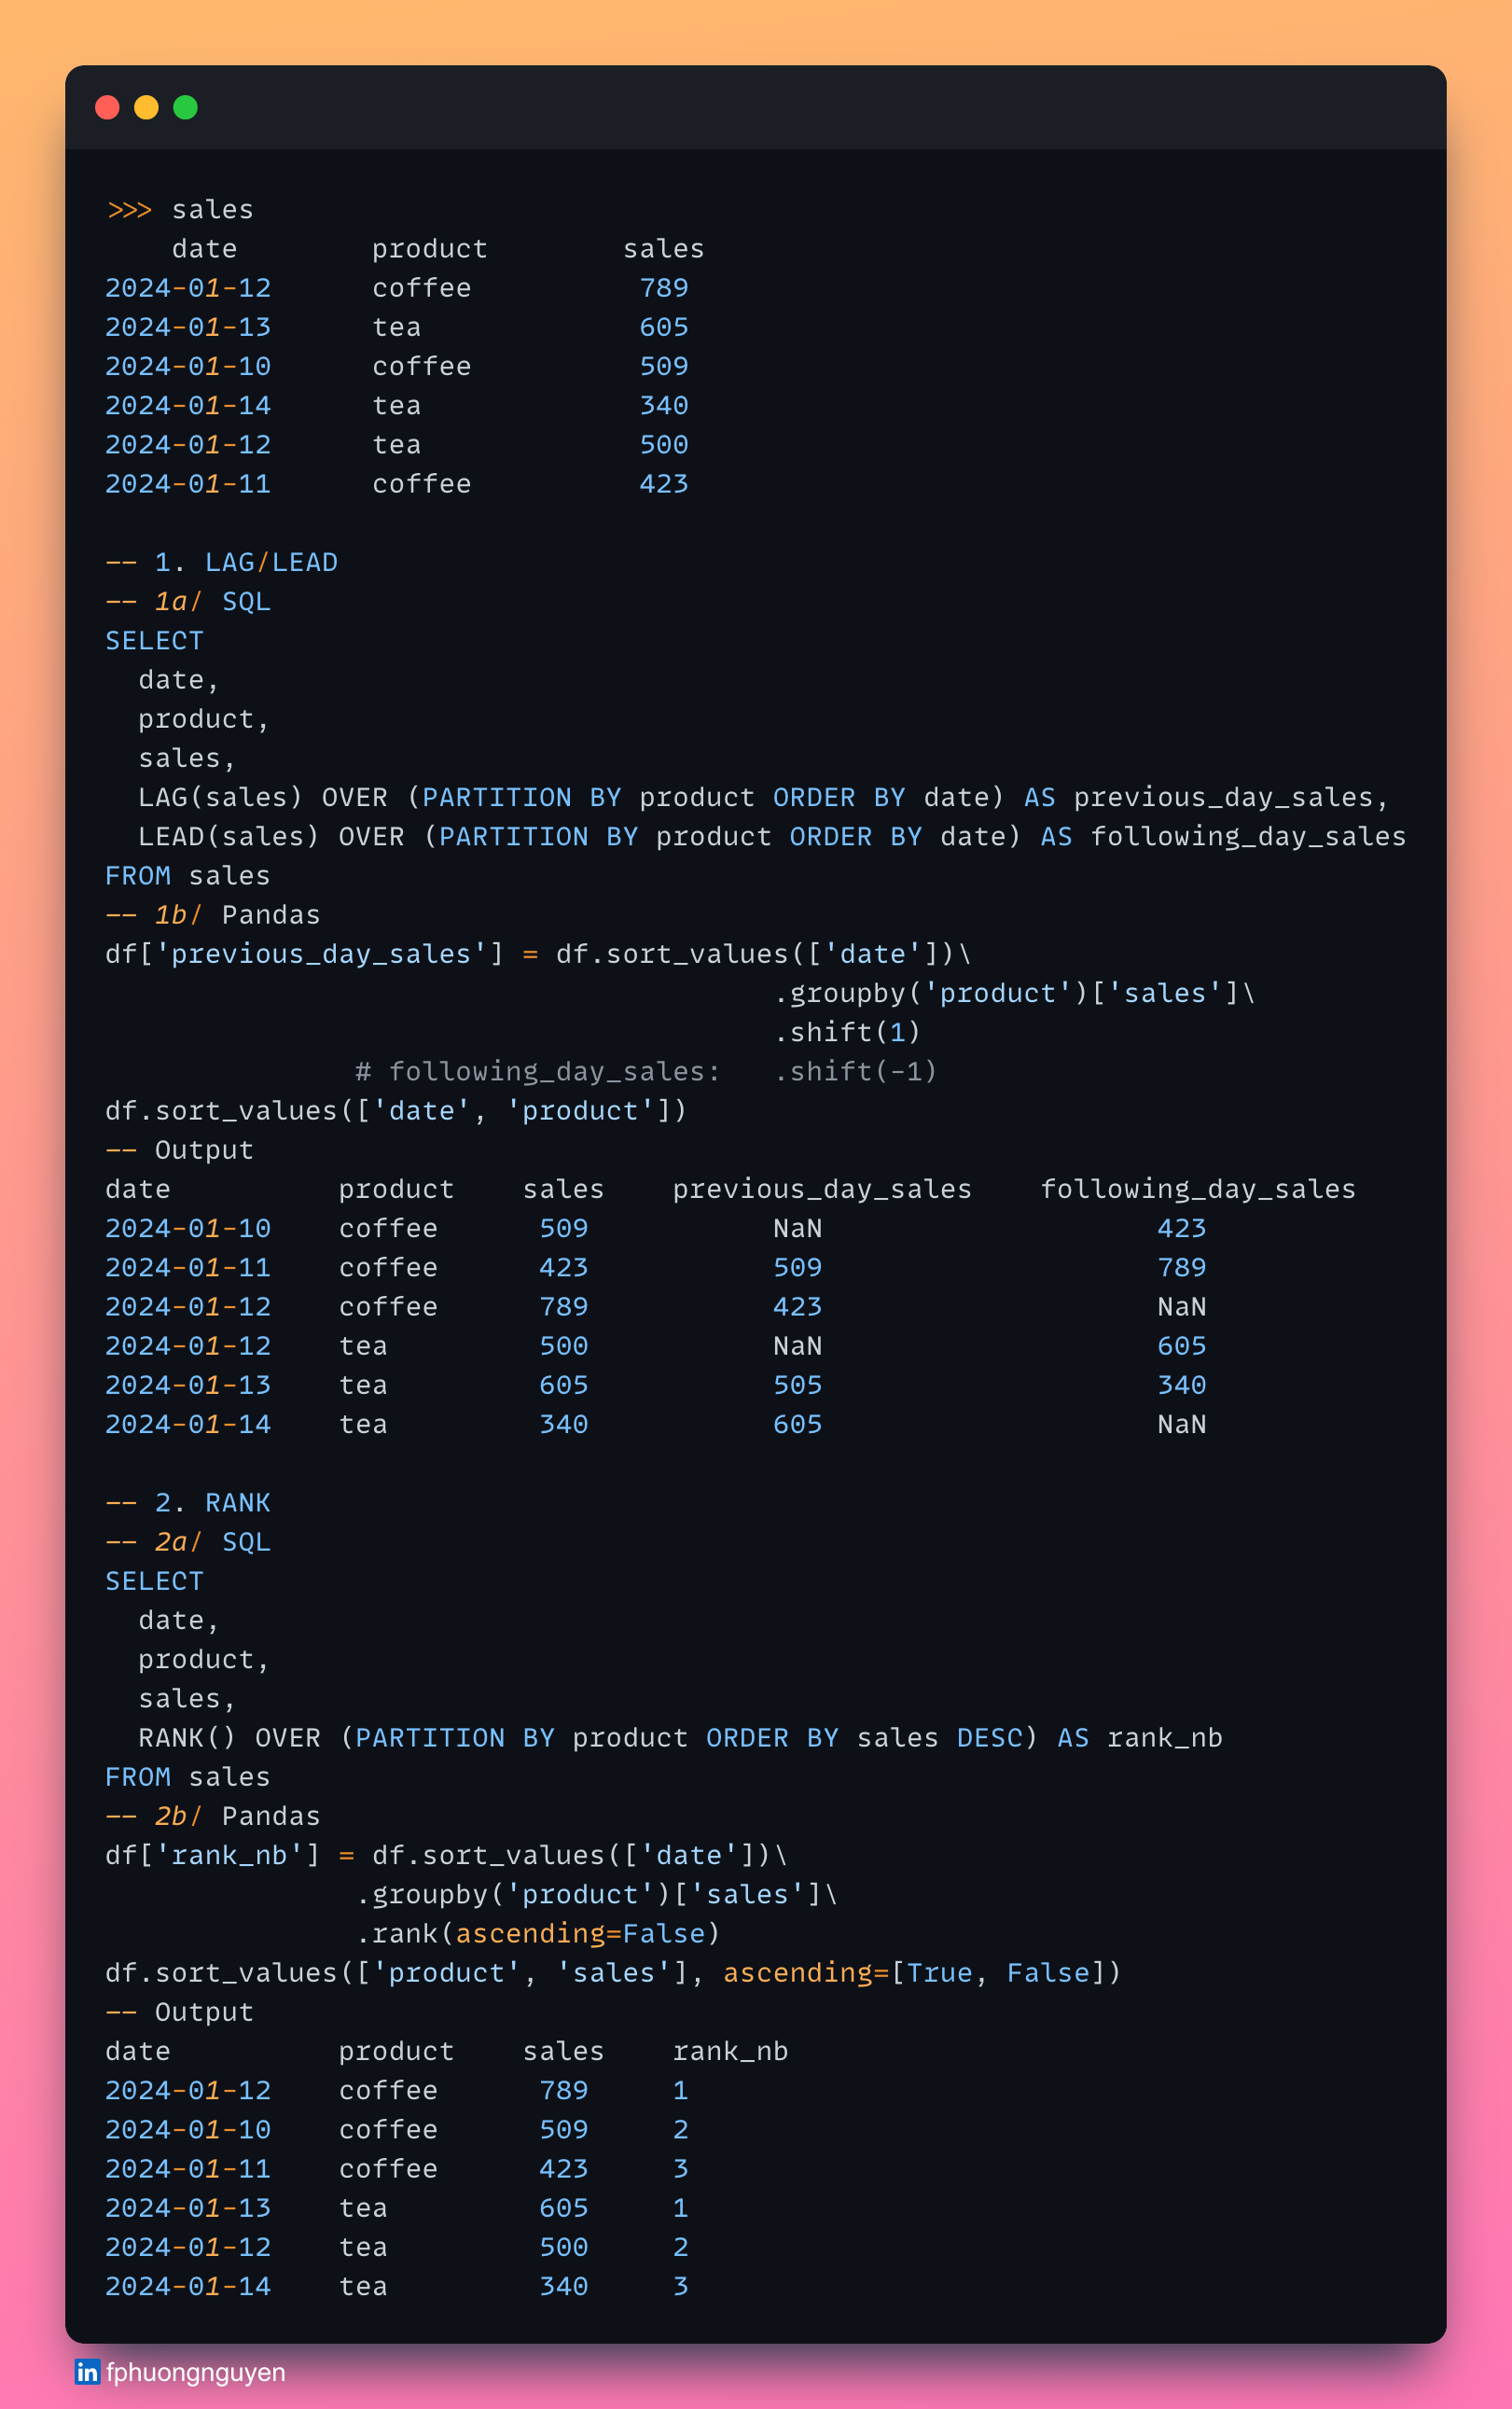 >>> sales
date product sales
2024-01-12 coffee 789
2024-01-13 tea 605
2024-01-10 coffee 509
2024-01-14 tea 340
2024-01-12 tea 500
2024-01-11 coffee 423
-- 1. LAG/LEAD
-- 1a/ SQL
SELECT
date,
product,
sales,
LAG(sales) OVER (PARTITION BY product ORDER BY date) AS previous_day_sales,
LEAD(sales) OVER (PARTITION BY product ORDER BY date) AS following_day_sales
FROM sales
-- 1b/ Pandas
df['previous_day_sales'] = df.sort_values(['date'])\
.groupby('product')['sales']\
.shift(1)
# following_day_sales: .shift(-1)
df.sort_values(['date', 'product'])
-- Output
date product sales previous_day_sales following_day_sales
2024-01-10 coffee 509 NaN 423
2024-01-11 coffee 423 509 789
2024-01-12 coffee 789 423 NaN
2024-01-12 tea 500 NaN 605
2024-01-13 tea 605 505 340
2024-01-14 tea 340 605 NaN
-- 2. RANK
-- 2a/ SQL
SELECT
date,
product,
sales,
RANK() OVER (PARTITION BY product ORDER BY sales DESC) AS rank_nb
FROM sales
-- 2b/ Pandas
df['rank_nb'] = df.sort_values(['date'])\
.groupby('product')['sales']\
.rank(ascending=False)
df.sort_values(['product', 'sales'], ascending=[True, False])
-- Output
date product sales rank_nb
2024-01-12 coffee 789 1
2024-01-10 coffee 509 2
2024-01-11 coffee 423 3
2024-01-13 tea 605 1
2024-01-12 tea 500 2
2024-01-14 tea 340 3
in fphuongnguyen